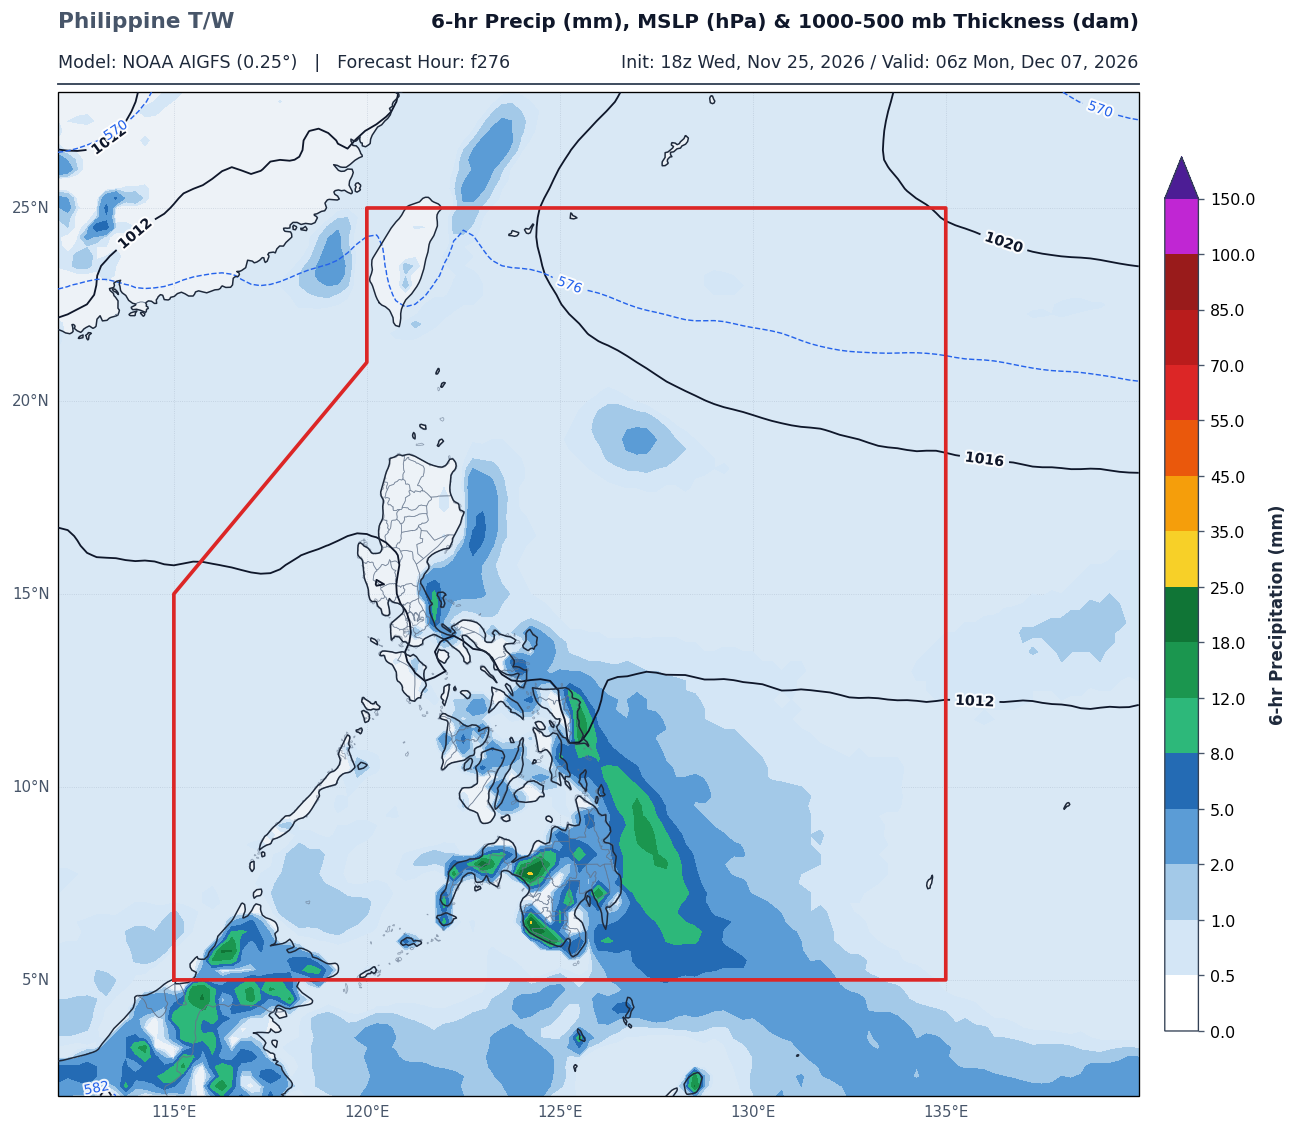 Philippine T/W
6-hr Precip (mm), MSLP (hPa) & 1000-500 mb Thickness (dam)
Model: NOAA AIGFS (0.25°) | Forecast Hour: f276
Init: 18z Wed, Nov 25, 2026 / Valid: 06z Mon, Dec 07, 2026
570
1012
570
1012
1020
576
1016
1012
582
25°N
20°N
15°N
10°N
5°N
115°E
120°E
125°E
130°E
135°E
150.0
100.0
85.0
70.0
55.0
45.0
35.0
25.0
18.0
12.0
8.0
5.0
2.0
1.0
0.5
0.0
6-hr Precipitation (mm)